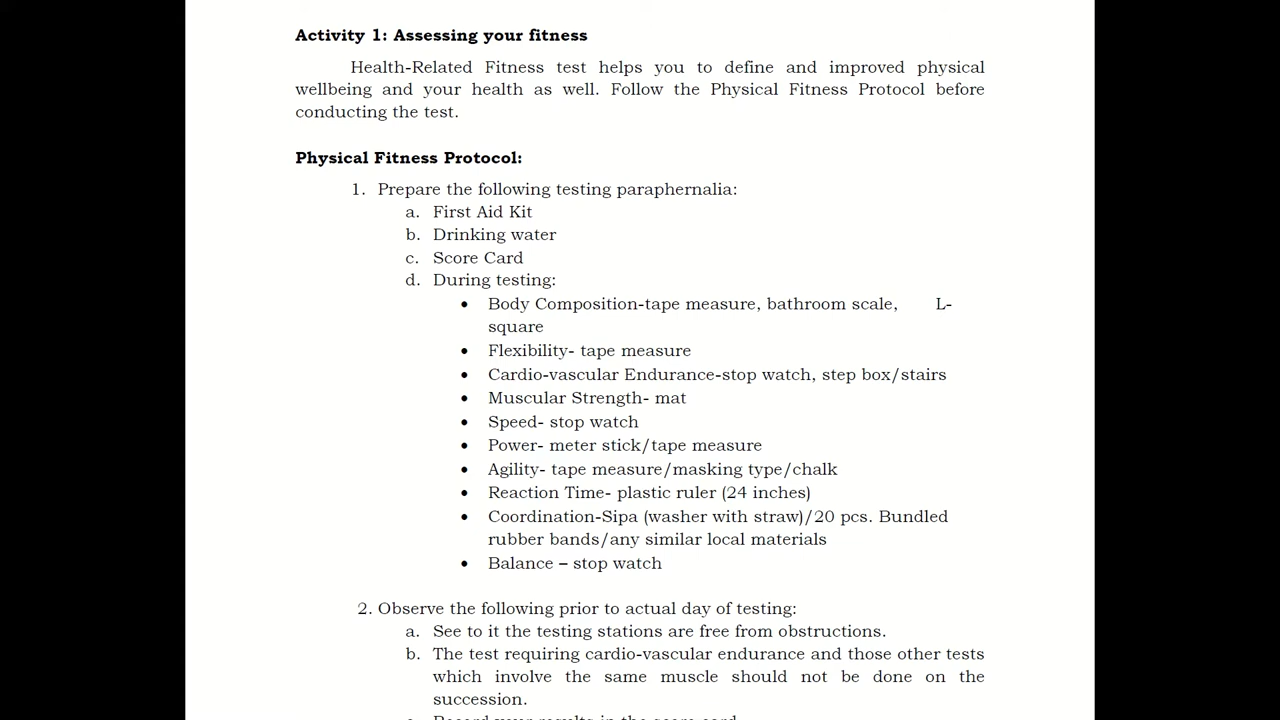 Activity 1: Assessing your fitness
Health-Related Fitness test helps you to define and improved physical
wellbeing and your health as well. Follow the Physical Fitness Protocol before
conducting the test.
Physical Fitness Protocol:
1. Prepare the following testing paraphernalia:
a. First Aid Kit
b. Drinking water
c. Score Card
d. During testing:
• Body Composition-tape measure, bathroom scale, L-
square
• Flexibility- tape measure
• Cardio-vascular Endurance-stop watch, step box/stairs
• Muscular Strength- mat
• Speed- stop watch
• Power- meter stick/tape measure
• Agility- tape measure/masking type/chalk
• Reaction Time- plastic ruler (24 inches)
• Coordination-Sipa (washer with straw)/20 pcs. Bundled
rubber bands/any similar local materials
• Balance – stop watch
2. Observe the following prior to actual day of testing:
a. See to it the testing stations are free from obstructions.
b. The test requiring cardio-vascular endurance and those other tests
which involve the same muscle should not be done on the
succession.
c. Record your results in the score card